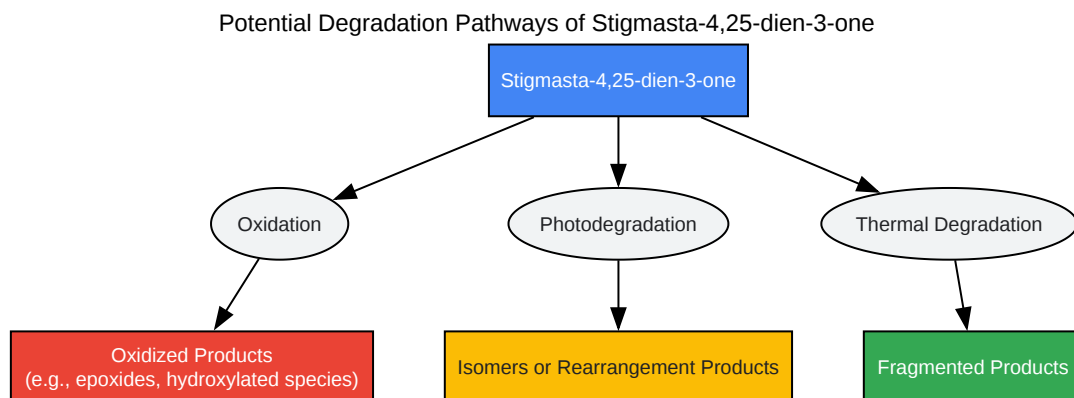 Potential Degradation Pathways of Stigmasta-4,25-dien-3-one
Stigmasta-4,25-dien-3-one
Oxidation
Photodegradation
Thermal Degradation
Oxidized Products
(e.g., epoxides, hydroxylated species)
Isomers or Rearrangement Products
Fragmented Products